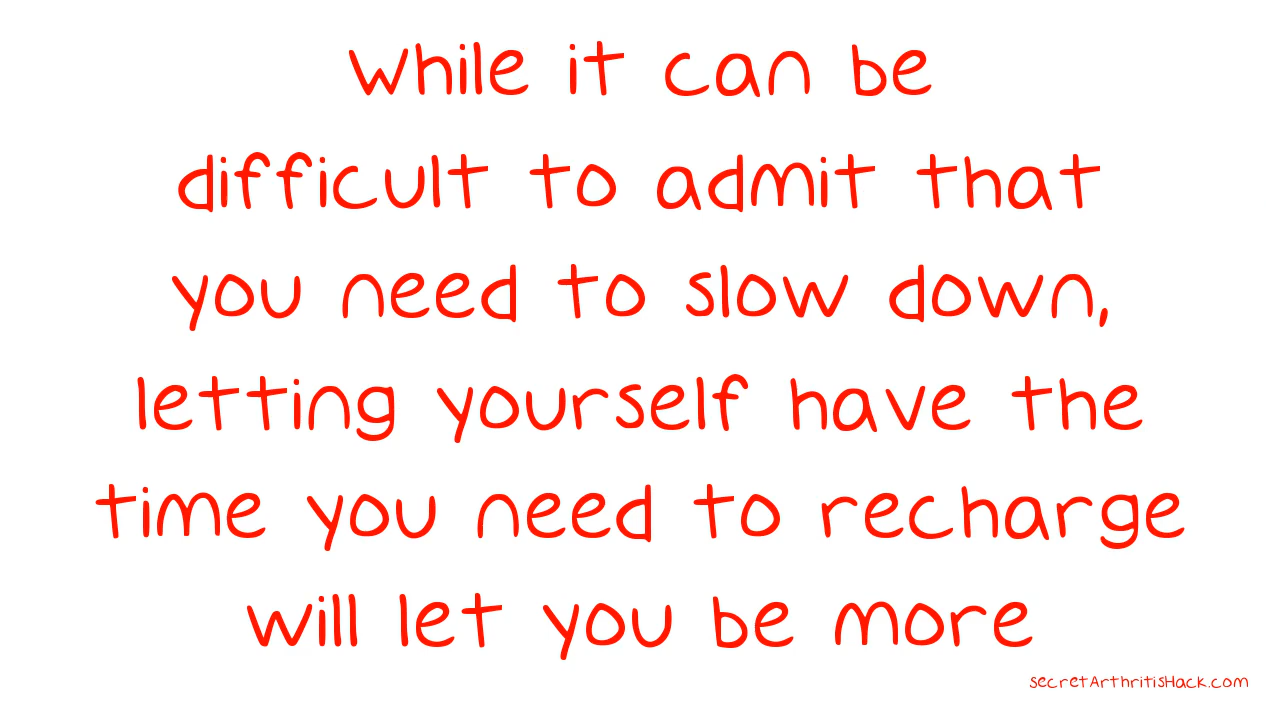 while it can be
difficult to admit that
you need to slow down,
letting yourself have the
time you need to recharge
will let you be more
secretArthritisHack.com